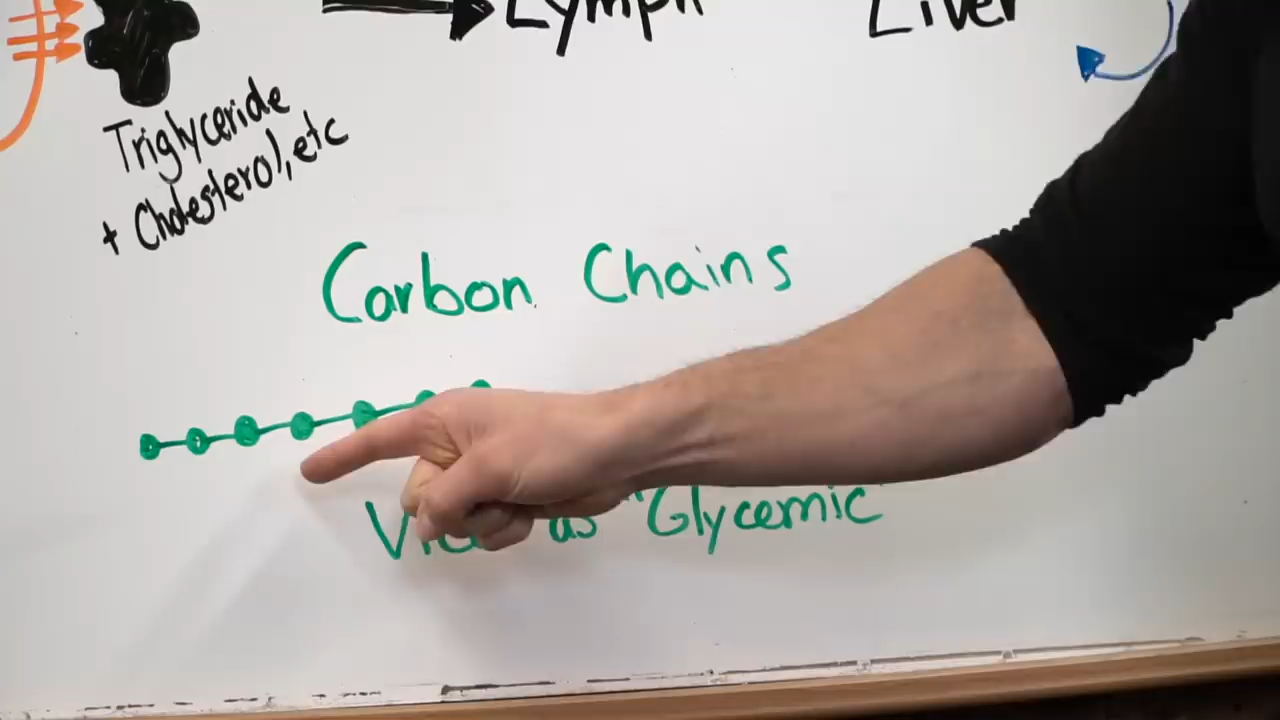 Lymph
Liver
Triglyceride
+ Cholesterol, etc
Carbon Chains
as "Glycemic